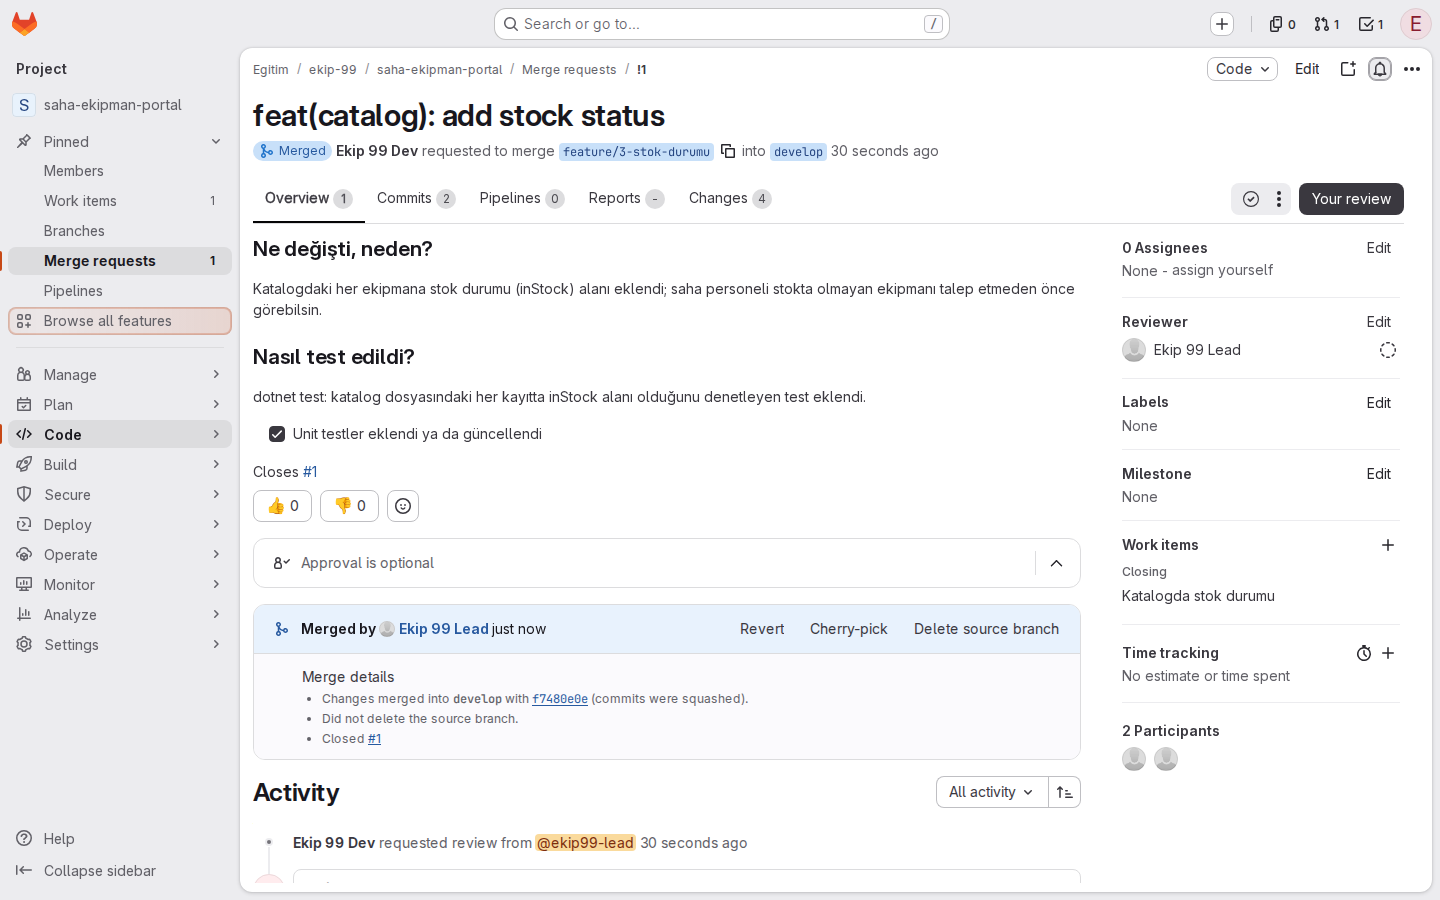 Search or go to...
/
0
1
1
E
Project
S saha-ekipman-portal
Pinned
Members
Work items 1
Branches
Merge requests 1
Pipelines
Browse all features
Manage
Plan
Code
Build
Secure
Deploy
Operate
Monitor
Analyze
Settings
Help
Collapse sidebar
Egitim / ekip-99 / saha-ekipman-portal / Merge requests / !1
Code
Edit
feat(catalog): add stock status
Merged Ekip 99 Dev requested to merge feature/3-stok-durumu into develop 30 seconds ago
Overview 1
Commits 2
Pipelines 0
Reports -
Changes 4
Your review
Ne değişti, neden?
Katalogdaki her ekipmana stok durumu (inStock) alanı eklendi; saha personeli stokta olmayan ekipmanı talep etmeden önce
görebilsin.
Nasıl test edildi?
dotnet test: katalog dosyasındaki her kayıtta inStock alanı olduğunu denetleyen test eklendi.
Unit testler eklendi ya da güncellendi
Closes #1
👍 0
👎 0
Approval is optional
Merged by Ekip 99 Lead just now
Revert
Cherry-pick
Delete source branch
Merge details
• Changes merged into develop with f7480e0e (commits were squashed).
• Did not delete the source branch.
• Closed #1
Activity
All activity
Ekip 99 Dev requested review from @ekip99-lead 30 seconds ago
0 Assignees
Edit
None - assign yourself
Reviewer
Edit
Ekip 99 Lead
Labels
Edit
None
Milestone
Edit
None
Work items
Closing
Katalogda stok durumu
Time tracking
No estimate or time spent
2 Participants